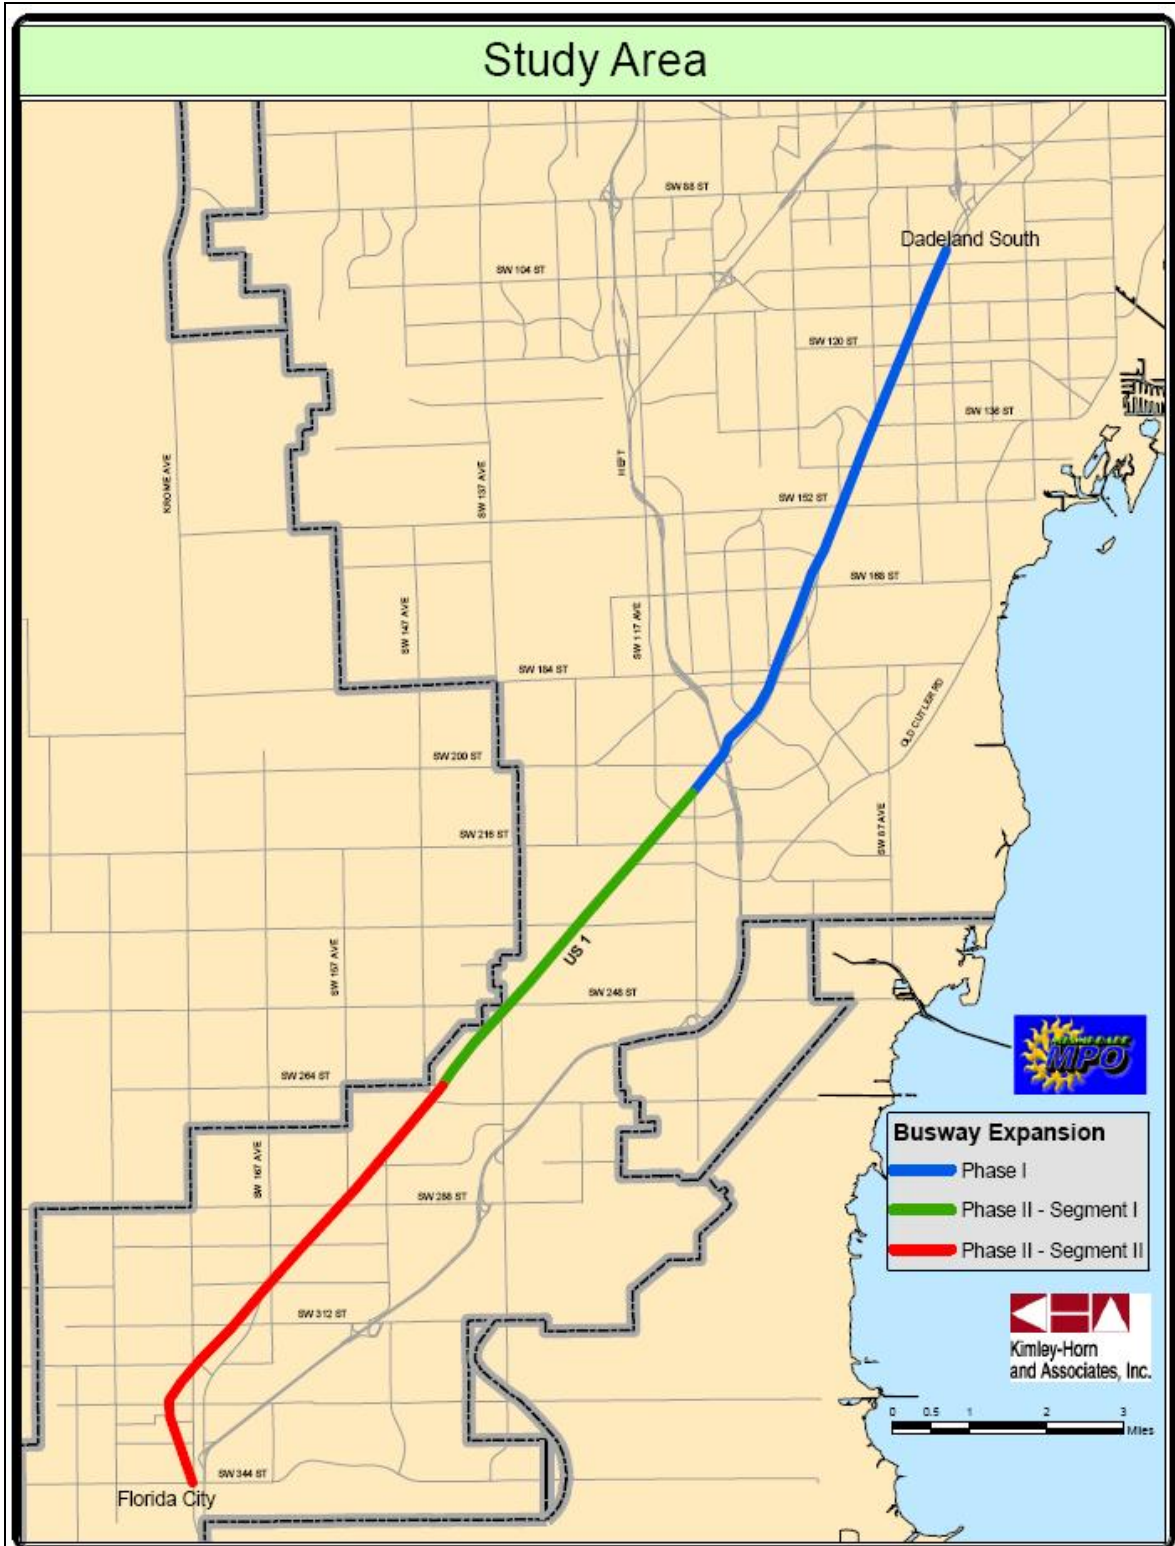 Study Area
SW 88 ST
Dadeland South
SW 104 ST
SW 120 ST
SW 136 ST
KROME AVE
SW 137 AVE
HEFT
SW 152 ST
SW 168 ST
SW 147 AVE
SW 117 AVE
SW 184 ST
OLD CUTLER RD
SW 200 ST
SW 216 ST
SW 87 AVE
US 1
SW 157 AVE
SW 248 ST
MPO
SW 264 ST
Busway Expansion
Phase I
SW 167 AVE
SW 288 ST
Phase II - Segment I
Phase II - Segment II
SW 312 ST
Kimley-Horn
and Associates, Inc.
0 0.5 1 2 3
Miles
SW 344 ST
Florida City